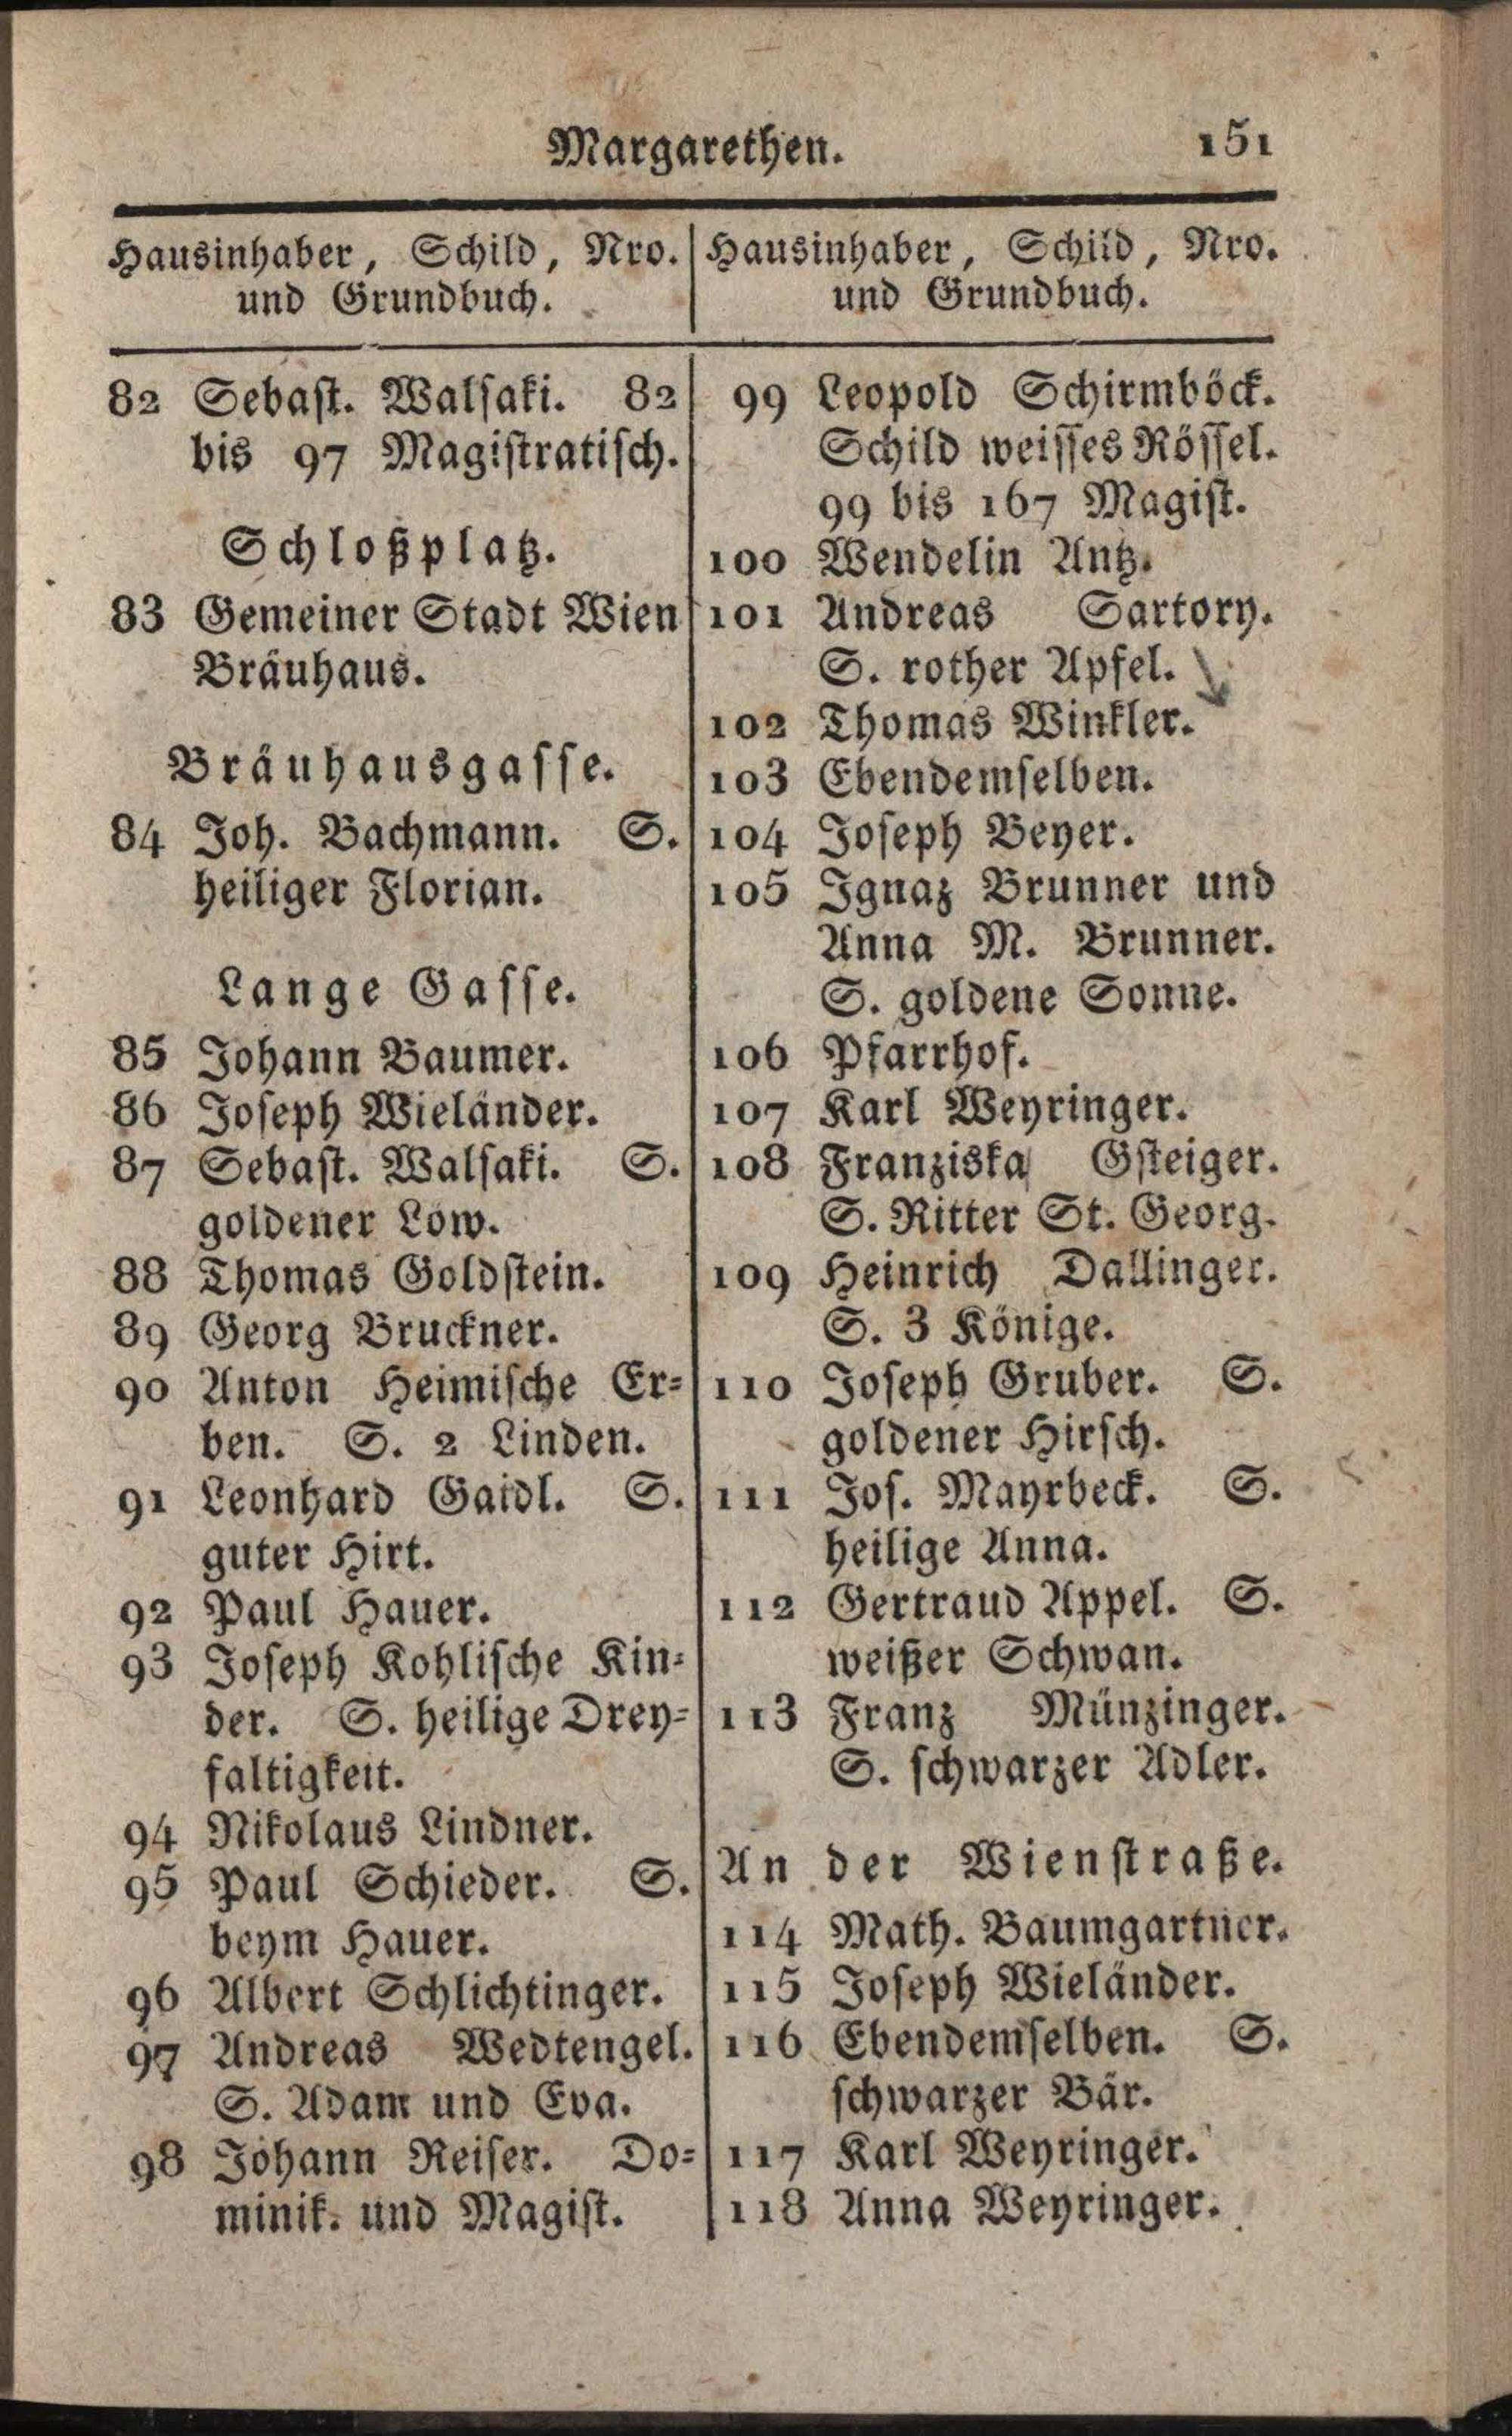 Margarethen. 151
Hausinhaber, Schild, Nro.
und Grundbuch.
82 Sebast. Walsaki. 82
bis 97 Magistratisch.
Schloßplatz.
83 Gemeiner Stadt Wien
Bräuhaus.
Bräuhausgasse.
84 Joh. Bachmann. S.
heiliger Florian.
Lange Gasse.
85 Johann Baumer.
86 Joseph Wieländer.
87 Sebast. Walsaki. S.
goldener Löw.
88 Thomas Goldstein.
89 Georg Bruckner.
90 Anton Heimische Er-
ben. S. 2 Linden.
91 Leonhard Gaidl. S.
guter Hirt.
92 Paul Hauer.
93 Joseph Kohlische Kin-
der. S. heilige Drey-
faltigkeit.
94 Nikolaus Lindner.
95 Paul Schieder. S.
beym Hauer.
96 Albert Schlichtinger.
97 Andreas Wedtengel.
S. Adam und Eva.
98 Johann Reiser. Do-
minik. und Magist.
Hausinhaber, Schild, Nro.
und Grundbuch.
99 Leopold Schirmböck.
Schild weisses Rössel.
99 bis 167 Magist.
100 Wendelin Antz.
101 Andreas Sartory.
S. rother Apfel.
102 Thomas Winkler.
103 Ebendemselben.
104 Joseph Beyer.
105 Ignaz Brunner und
Anna M. Brunner.
S. goldene Sonne.
106 Pfarrhof.
107 Karl Weyringer.
108 Franziska Gsteiger.
S. Ritter St. Georg.
109 Heinrich Dallinger.
S. 3 Könige.
110 Joseph Gruber. S.
goldener Hirsch.
111 Jos. Mayrbeck. S.
heilige Anna.
112 Gertraud Appel. S.
weißer Schwan.
113 Franz Münzinger.
S. schwarzer Adler.
An der Wienstraße.
114 Math. Baumgartner.
115 Joseph Wieländer.
116 Ebendemselben. S.
schwarzer Bär.
117 Karl Weyringer.
118 Anna Weyringer.